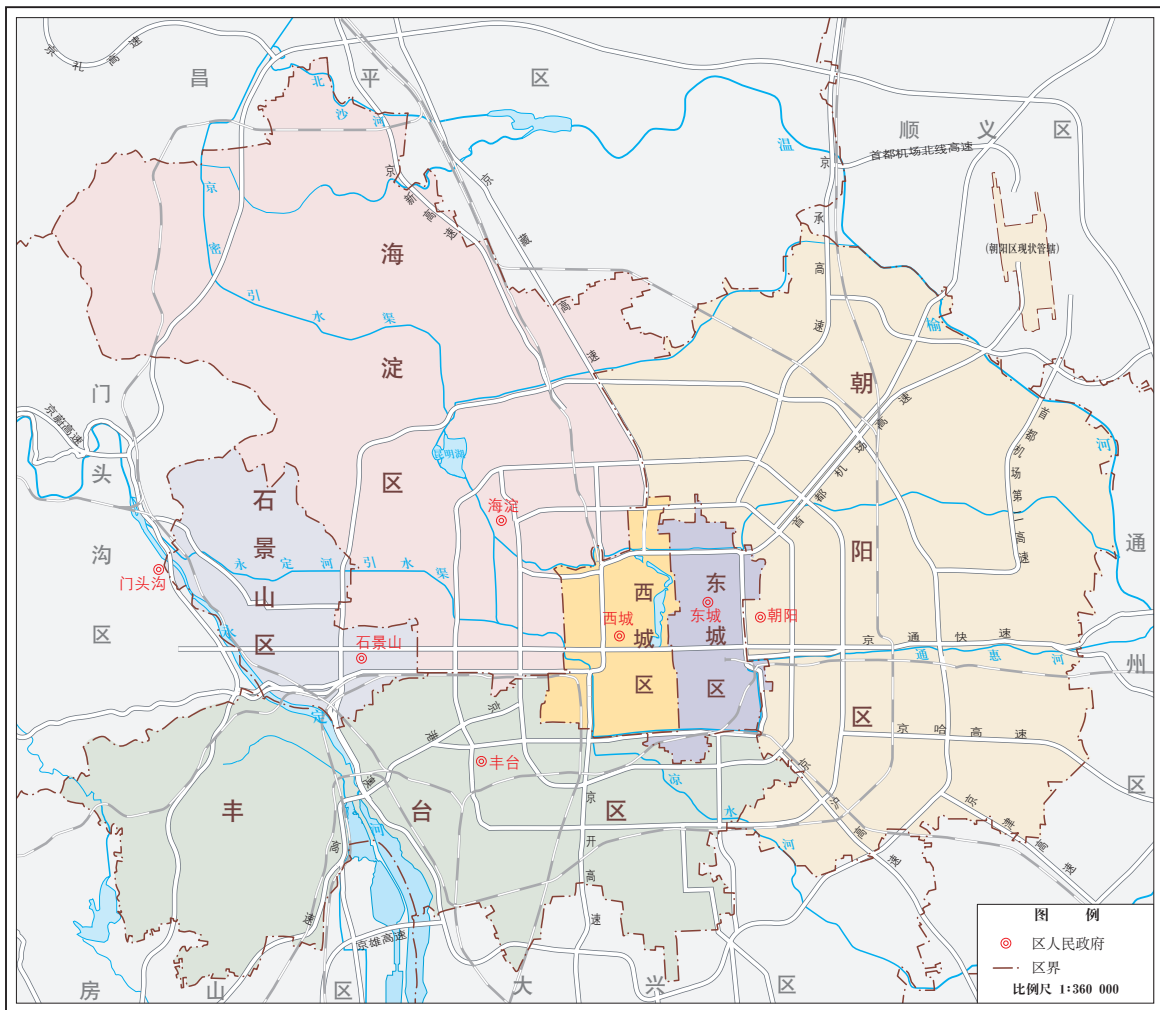 昌平区
顺义区
京礼高速
北沙河
温榆河
首都机场北线高速
京承高速
京新高速
京藏高速
(朝阳区现状管辖)
京密引水渠
海淀区
朝阳区
门头沟区
京蔚高速
昆明湖
石景山区
海淀
首都机场高速
首都机场第二高速
通州区
永定河引水渠
门头沟
西城区
东城区
西城
东城
朝阳
石景山
京通快速
通惠河
永定河
京港澳高速
京哈高速
丰台
丰台区
凉水河
京开高速
京乐高速
京津高速
京雄高速
房山区
大兴区
图 例
区人民政府
区界
比例尺 1:360 000